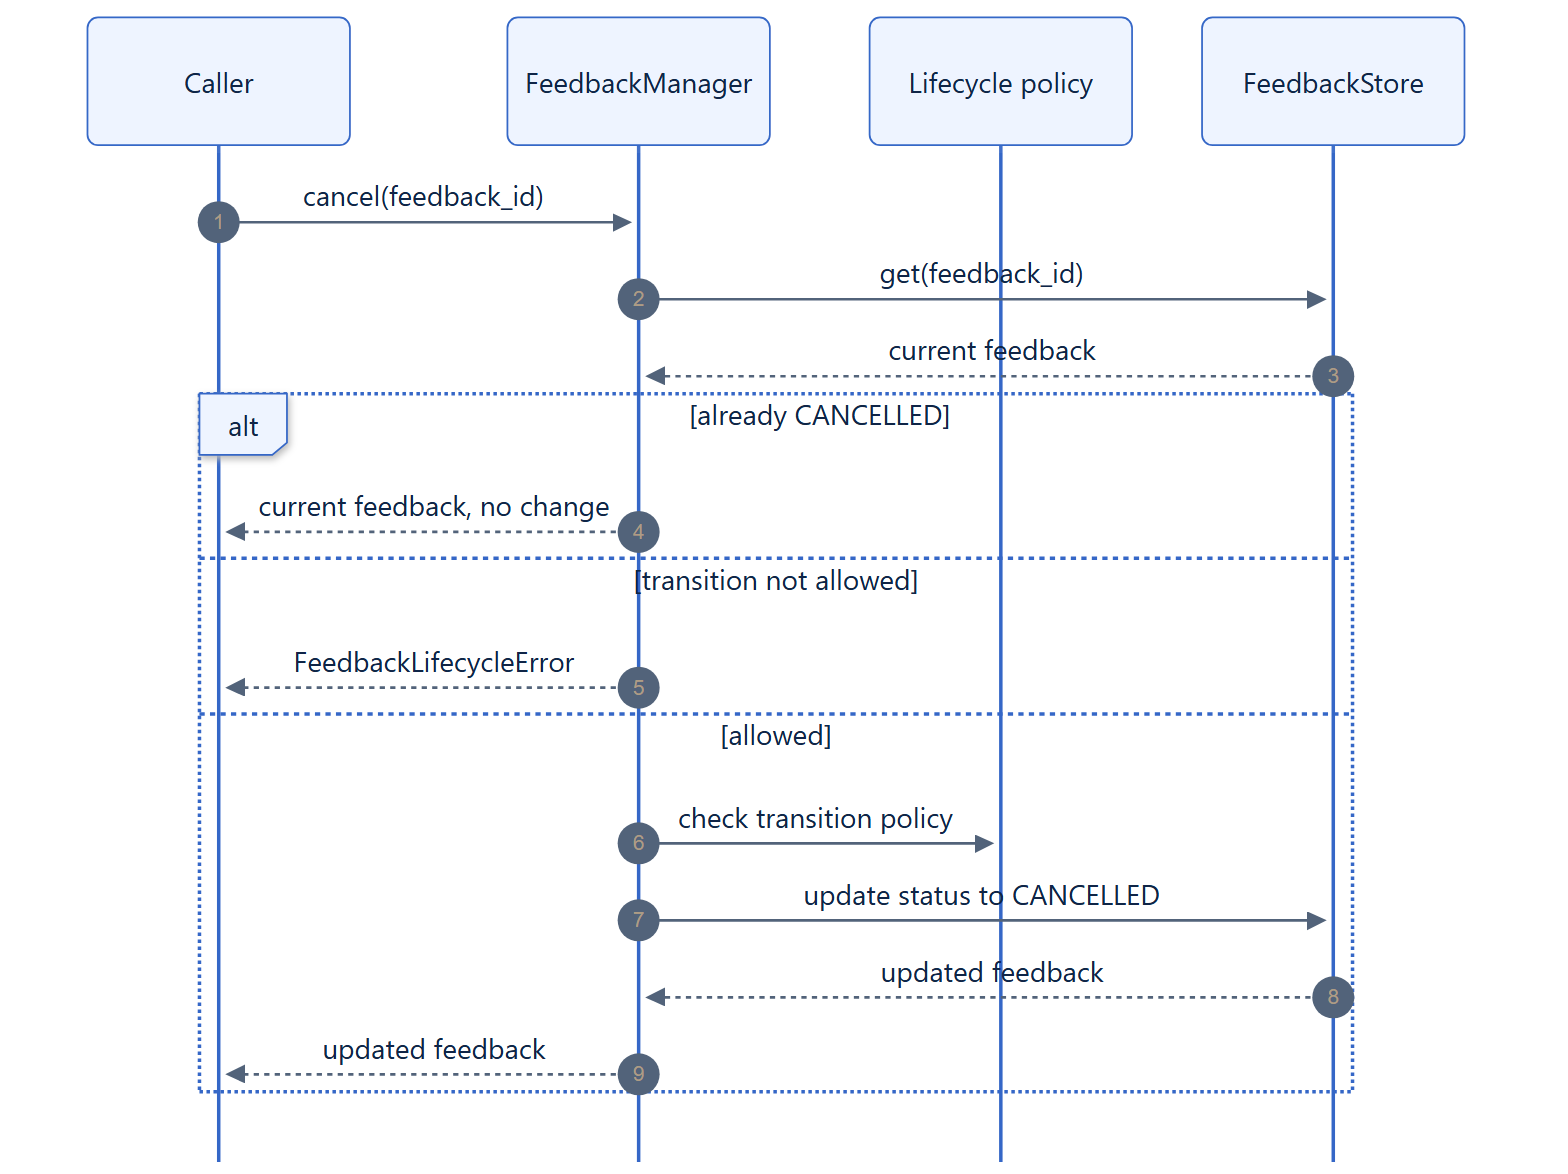 Caller
FeedbackManager
Lifecycle policy
FeedbackStore
cancel(feedback_id)
1
get(feedback_id)
2
current feedback
3
alt
[already CANCELLED]
current feedback, no change
4
[transition not allowed]
FeedbackLifecycleError
5
[allowed]
check transition policy
6
update status to CANCELLED
7
updated feedback
8
updated feedback
9